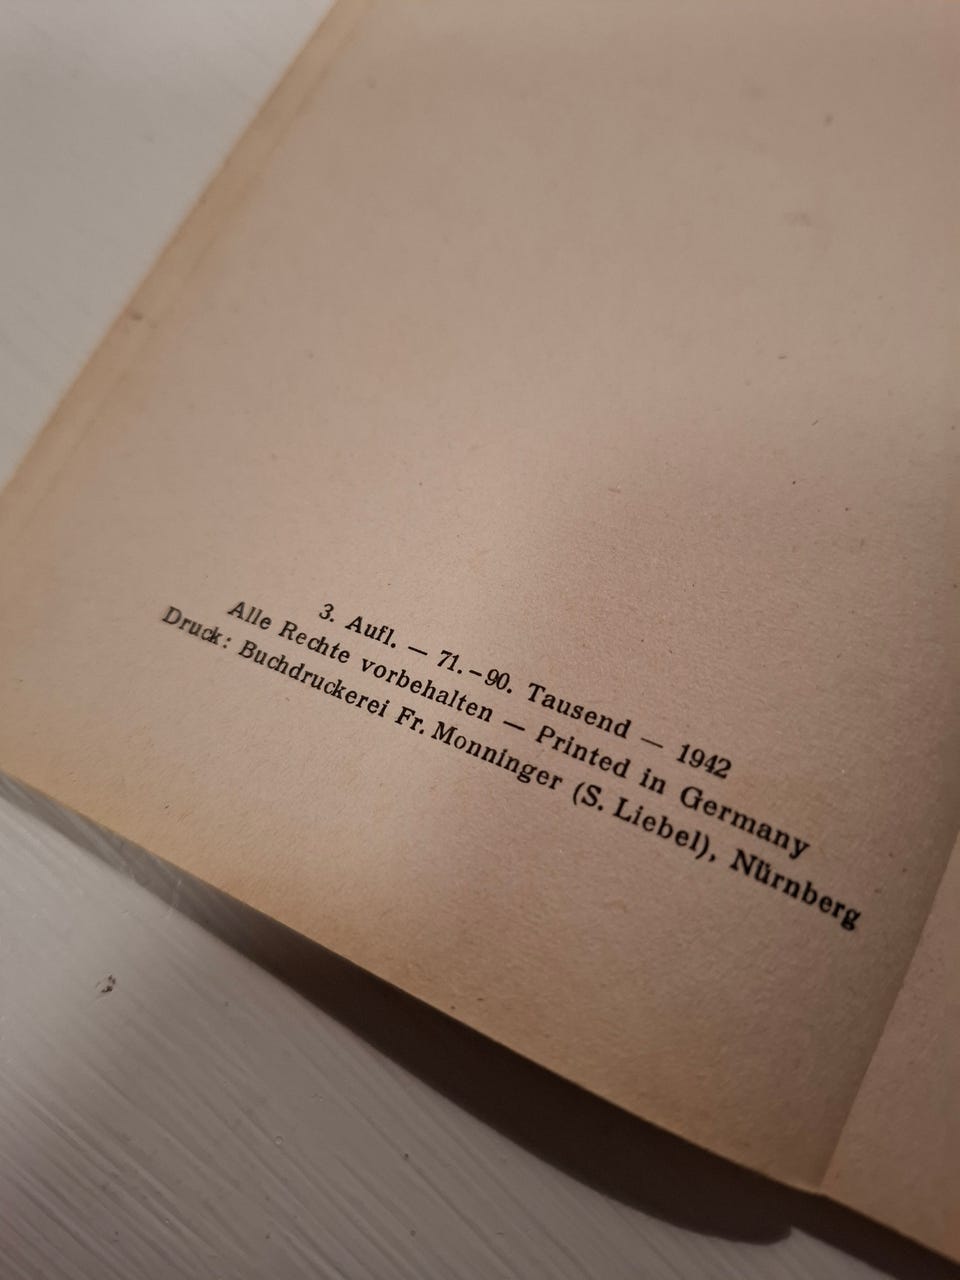 3. Aufl. — 71.–90. Tausend — 1942
Alle Rechte vorbehalten — Printed in Germany
Druck: Buchdruckerei Fr. Monninger (S. Liebel), Nürnberg